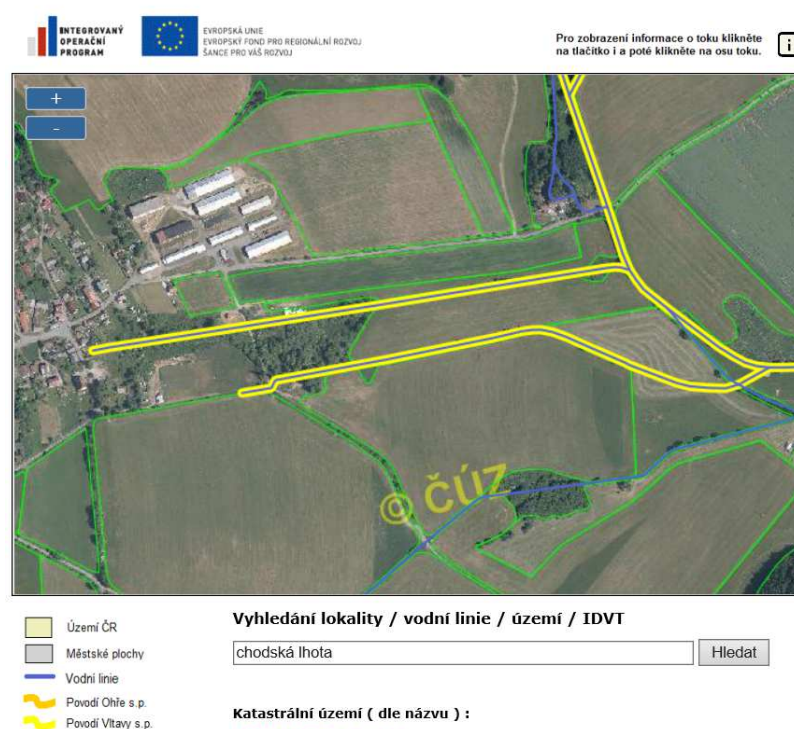 INTEGROVANÝ
OPERAČNÍ
PROGRAM
EVROPSKÁ UNIE
EVROPSKÝ FOND PRO REGIONÁLNÍ ROZVOJ
ŠANCE PRO VÁŠ ROZVOJ
Pro zobrazení informace o toku klikněte
na tlačítko i a poté klikněte na osu toku.
i
+
-
© ČÚZ
Území ČR
Městské plochy
Vodní linie
Povodí Ohře s.p.
Povodí Vltavy s.p.
Vyhledání lokality / vodní linie / území / IDVT
chodská lhota
Hledat
Katastrální území ( dle názvu ) :